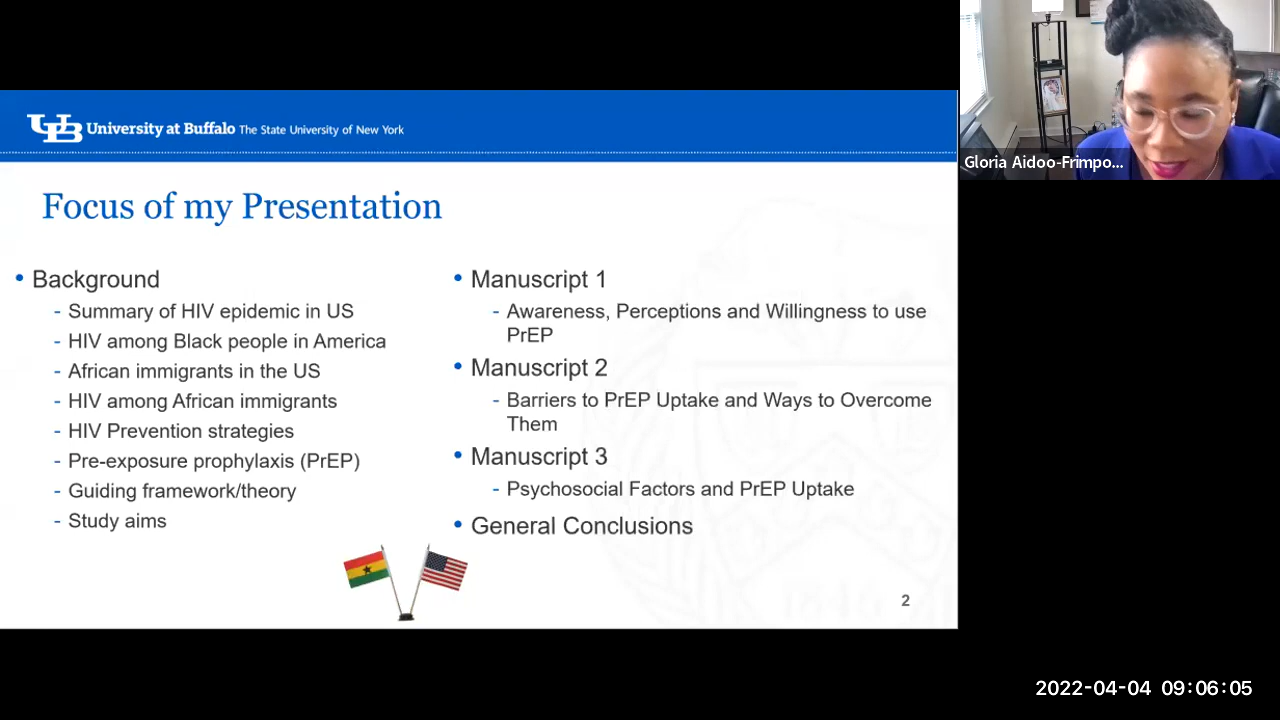 UB University at Buffalo The State University of New York
Focus of my Presentation
• Background
- Summary of HIV epidemic in US
- HIV among Black people in America
- African immigrants in the US
- HIV among African immigrants
- HIV Prevention strategies
- Pre-exposure prophylaxis (PrEP)
- Guiding framework/theory
- Study aims
• Manuscript 1
- Awareness, Perceptions and Willingness to use
PrEP
• Manuscript 2
- Barriers to PrEP Uptake and Ways to Overcome
Them
• Manuscript 3
- Psychosocial Factors and PrEP Uptake
• General Conclusions
2
Gloria Aidoo-Frimpo...
2022-04-04 09:06:05